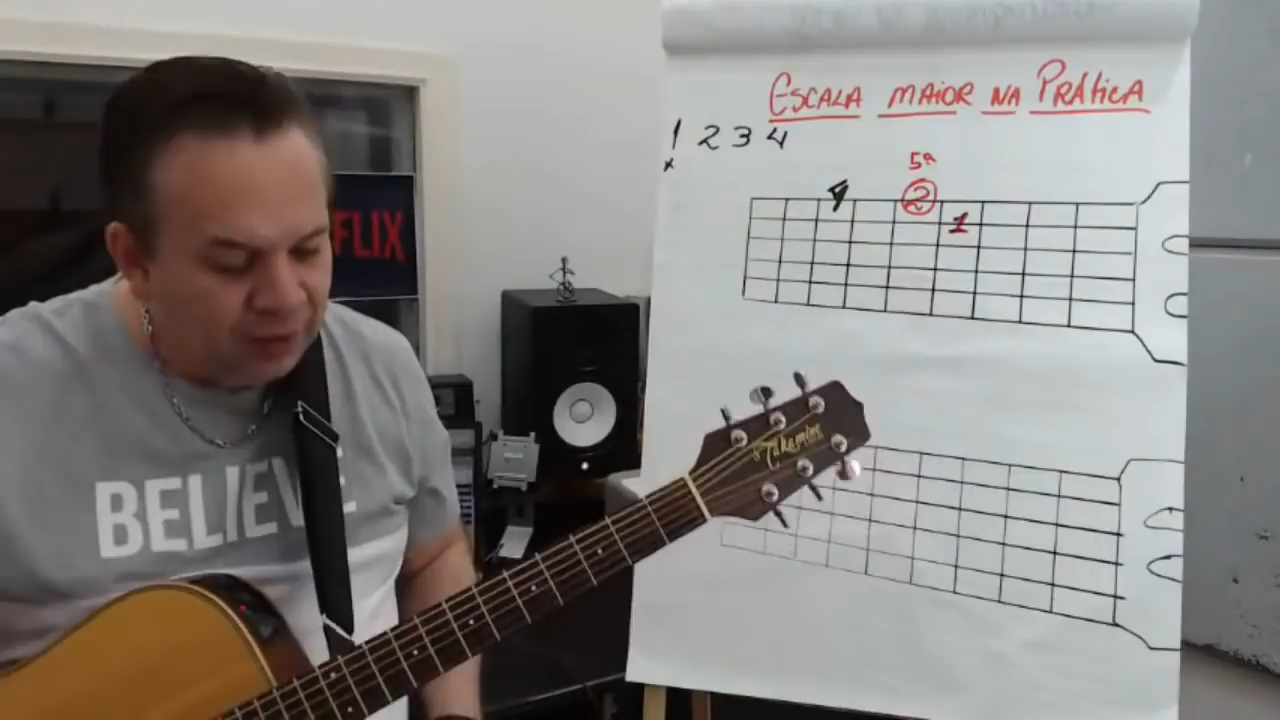 ESCALA MAIOR NA PRÁTICA
1 2 3 4
5ª
4 2
1
FLIX
BELIEVE
Takamine